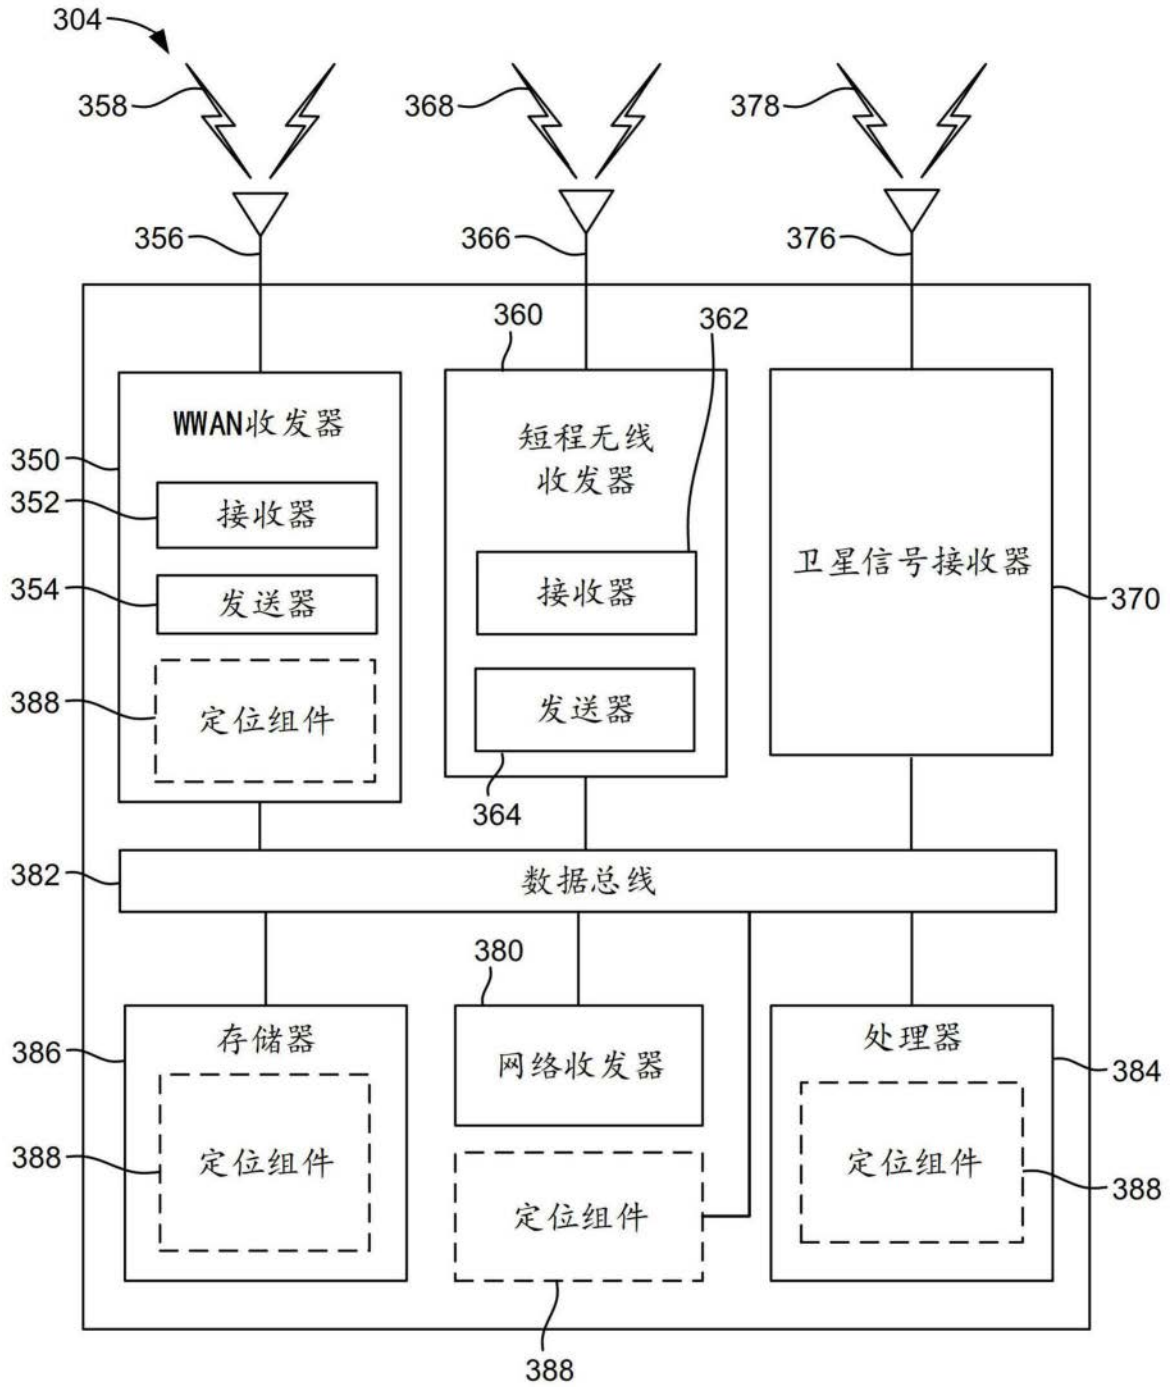 304
358
368
378
356
366
376
360
362
WWAN收发器
350
352
接收器
354
发送器
388
定位组件
短程无线
收发器
接收器
发送器
364
卫星信号接收器
370
382
数据总线
380
386
存储器
388
定位组件
网络收发器
定位组件
388
处理器
384
定位组件
388